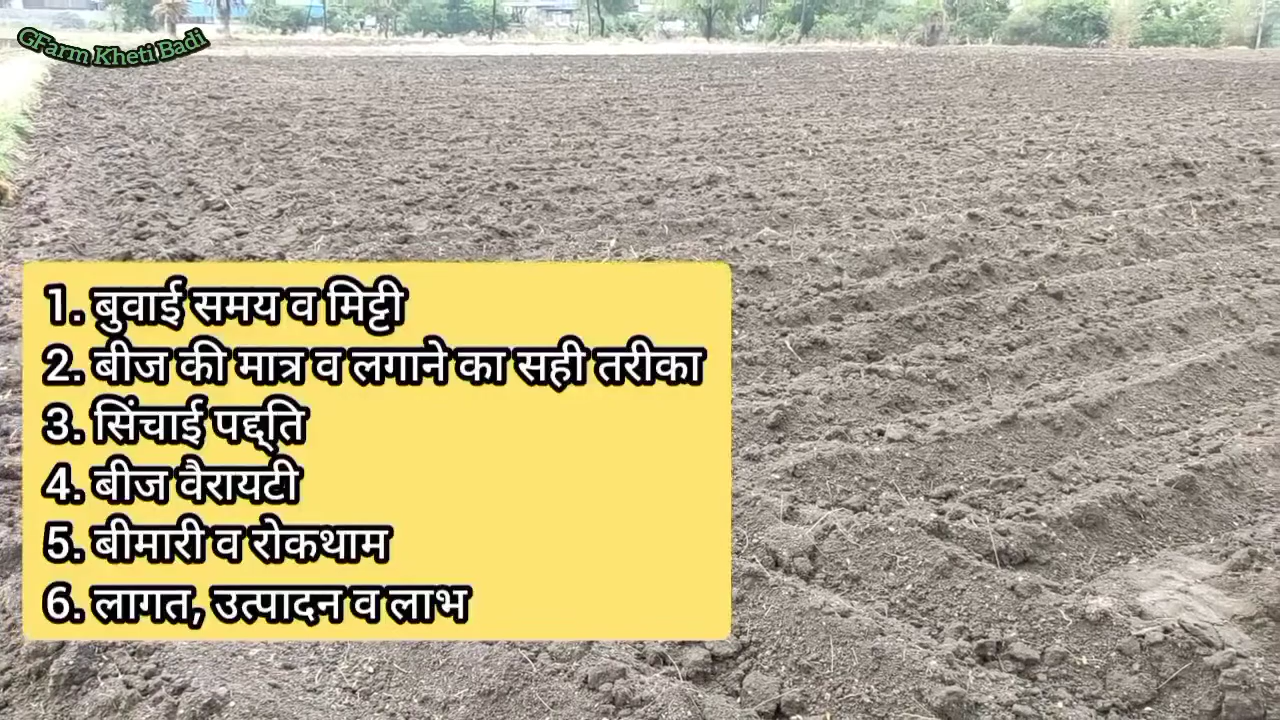 GFarm Kheti Badi
1. बुवाई समय व मिट्टी
2. बीज की मात्र व लगाने का सही तरीका
3. सिंचाई पद्द्ति
4. बीज वैरायटी
5. बीमारी व रोकथाम
6. लागत, उत्पादन व लाभ